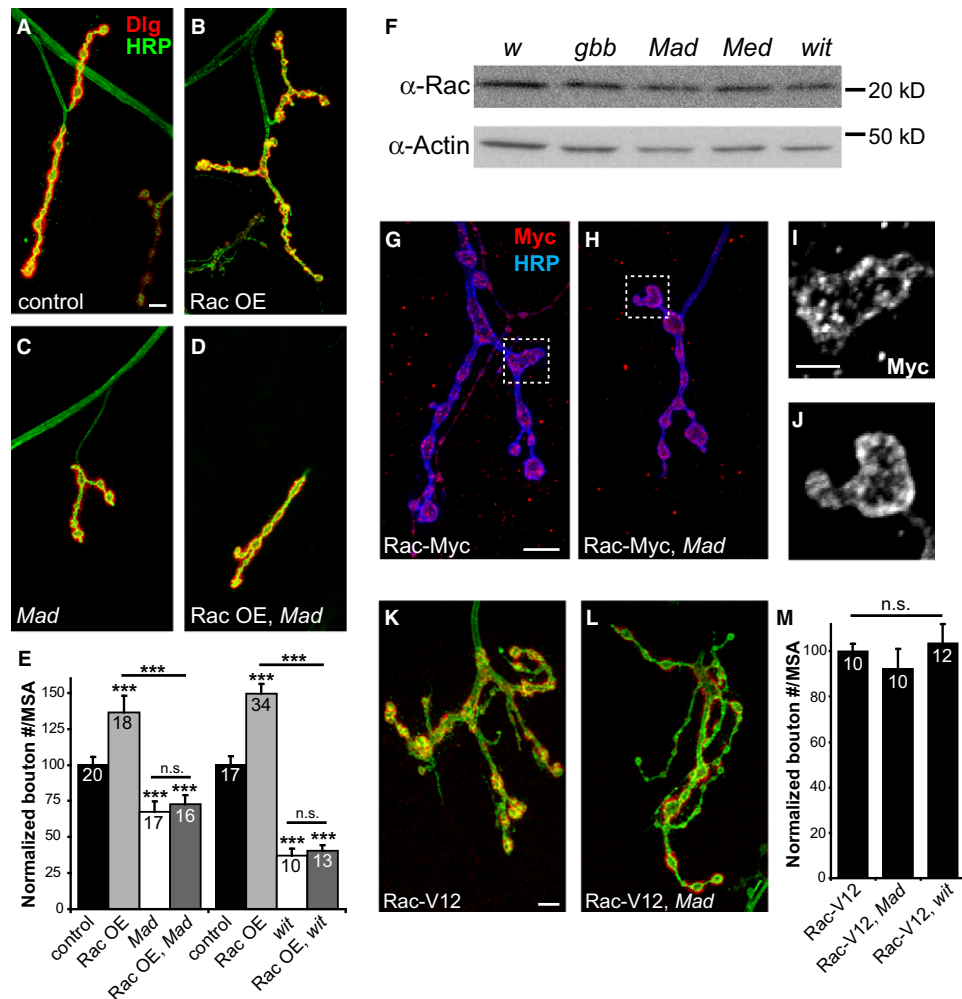 A
Dlg
HRP
control
B
Rac OE
C
Mad
D
Rac OE, Mad
E
Normalized bouton #/MSA
150
125
100
75
50
25
0
***
***
***
***
n.s.
***
***
***
n.s.
***
***
20
18
17
16
17
34
10
13
control
Rac OE
Mad
Rac OE, Mad
control
Rac OE
wit
Rac OE, wit
F
w gbb Mad Med wit
α-Rac
20 kD
α-Actin
50 kD
G
Myc
HRP
Rac-Myc
H
Rac-Myc, Mad
I
Myc
J
K
Rac-V12
L
Rac-V12, Mad
M
Normalized bouton #/MSA
100
80
60
40
20
0
n.s.
10
10
12
Rac-V12
Rac-V12, Mad
Rac-V12, wit